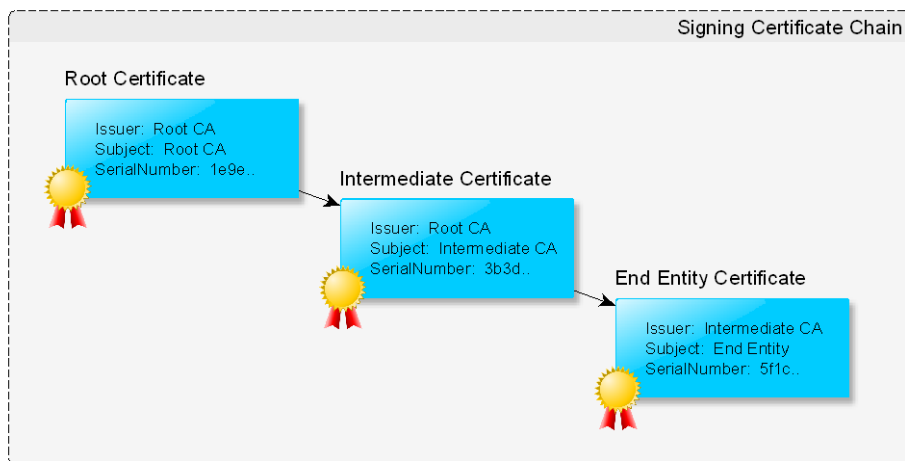 Signing Certificate Chain
Root Certificate
Issuer: Root CA
Subject: Root CA
SerialNumber: 1e9e..
Intermediate Certificate
Issuer: Root CA
Subject: Intermediate CA
SerialNumber: 3b3d..
End Entity Certificate
Issuer: Intermediate CA
Subject: End Entity
SerialNumber: 5f1c..